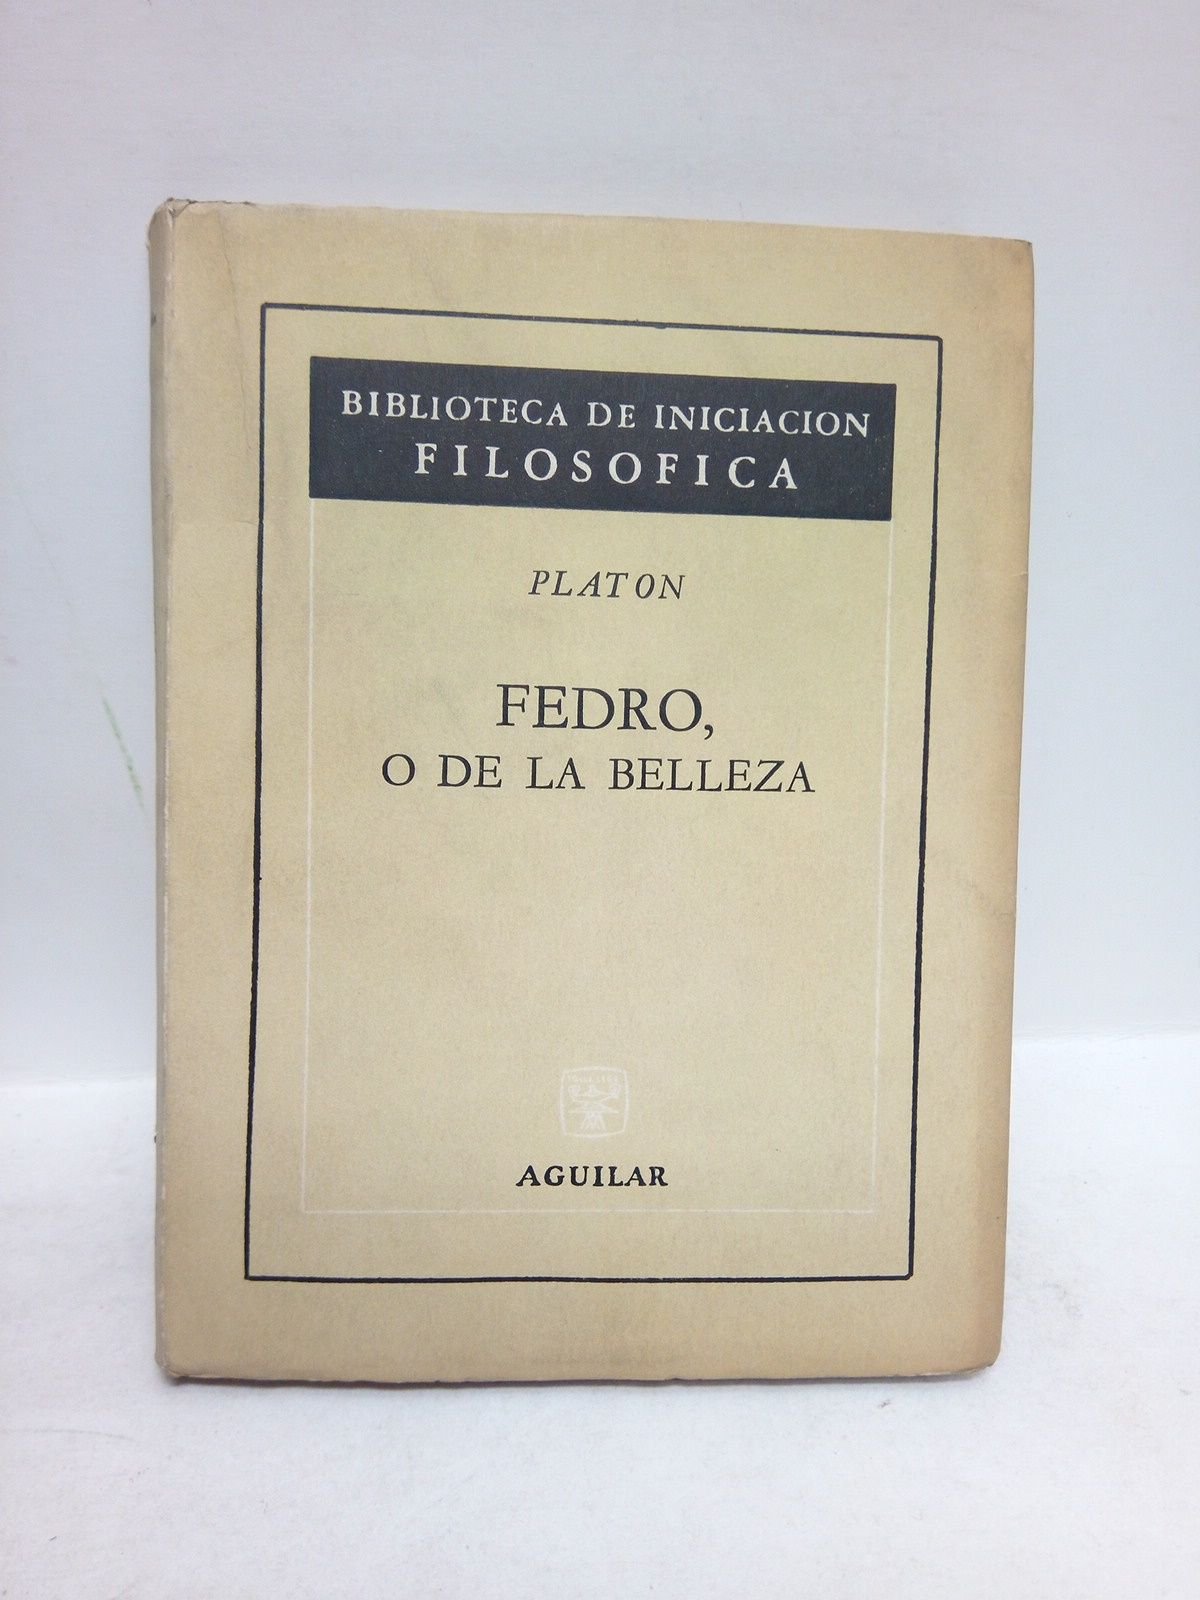 BIBLIOTECA DE INICIACION
FILOSOFICA
PLATON
FEDRO,
O DE LA BELLEZA
AGUILAR